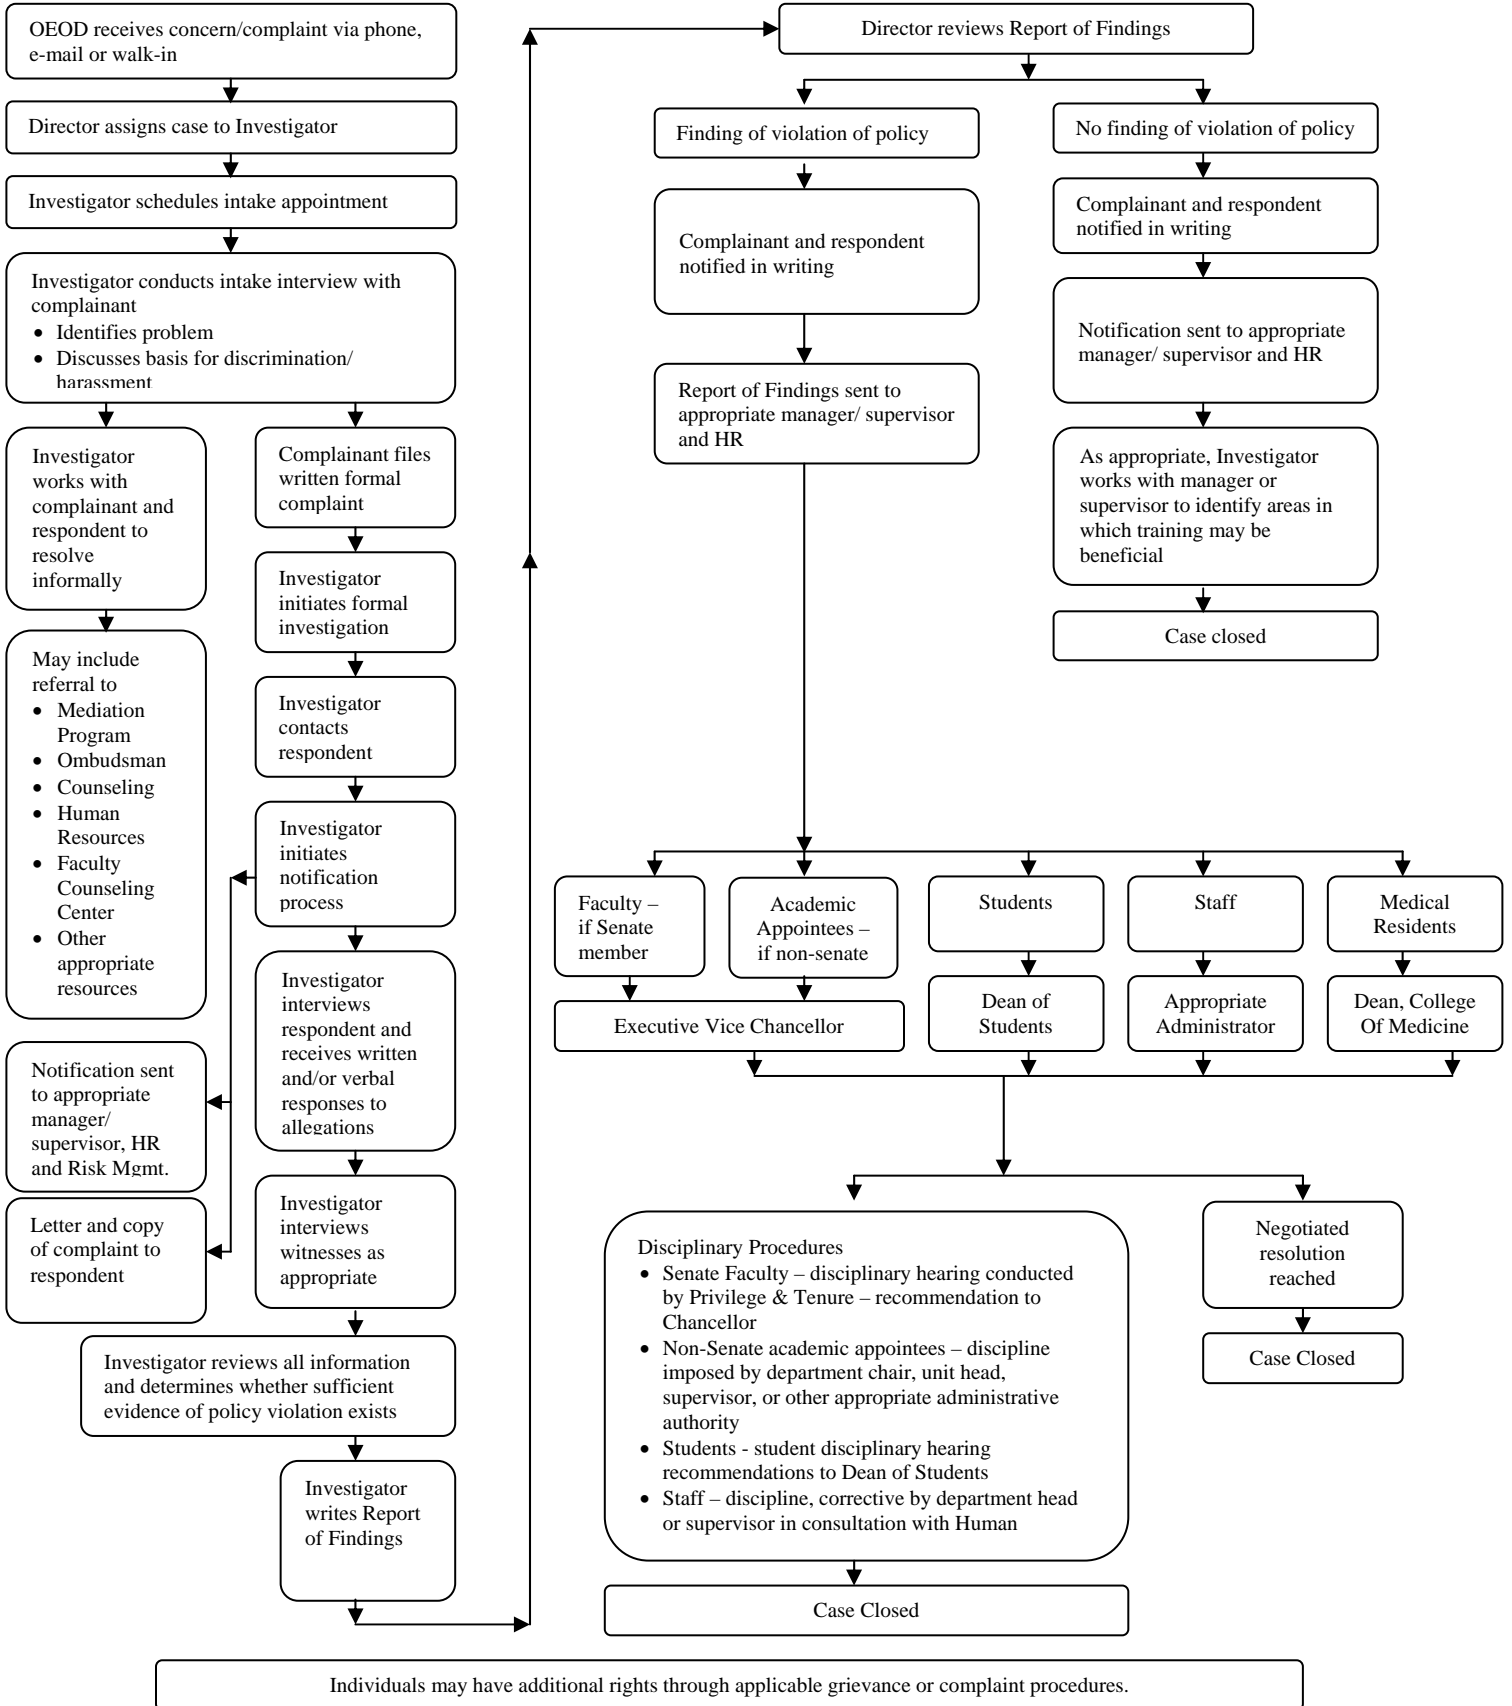 OEOD receives concern/complaint via phone,
e-mail or walk-in
Director assigns case to Investigator
Investigator schedules intake appointment
Investigator conducts intake interview with
complainant
• Identifies problem
• Discusses basis for discrimination/
harassment
Investigator
works with
complainant and
respondent to
resolve
informally
May include
referral to
• Mediation
Program
• Ombudsman
• Counseling
• Human
Resources
• Faculty
Counseling
Center
• Other
appropriate
resources
Complainant files
written formal
complaint
Investigator
initiates formal
investigation
Investigator
contacts
respondent
Investigator
initiates
notification
process
Notification sent
to appropriate
manager/
supervisor, HR
and Risk Mgmt.
Letter and copy
of complaint to
respondent
Investigator
interviews
respondent and
receives written
and/or verbal
responses to
allegations
Investigator
interviews
witnesses as
appropriate
Investigator reviews all information
and determines whether sufficient
evidence of policy violation exists
Investigator
writes Report
of Findings
Director reviews Report of Findings
Finding of violation of policy
Complainant and respondent
notified in writing
Report of Findings sent to
appropriate manager/ supervisor
and HR
No finding of violation of policy
Complainant and respondent
notified in writing
Notification sent to appropriate
manager/ supervisor and HR
As appropriate, Investigator
works with manager or
supervisor to identify areas in
which training may be
beneficial
Case closed
Faculty –
if Senate
member
Academic
Appointees –
if non-senate
Students
Staff
Medical
Residents
Executive Vice Chancellor
Dean of
Students
Appropriate
Administrator
Dean, College
Of Medicine
Disciplinary Procedures
• Senate Faculty – disciplinary hearing conducted
by Privilege & Tenure – recommendation to
Chancellor
• Non-Senate academic appointees – discipline
imposed by department chair, unit head,
supervisor, or other appropriate administrative
authority
• Students - student disciplinary hearing
recommendations to Dean of Students
• Staff – discipline, corrective by department head
or supervisor in consultation with Human
Case Closed
Negotiated
resolution
reached
Case Closed
Individuals may have additional rights through applicable grievance or complaint procedures.